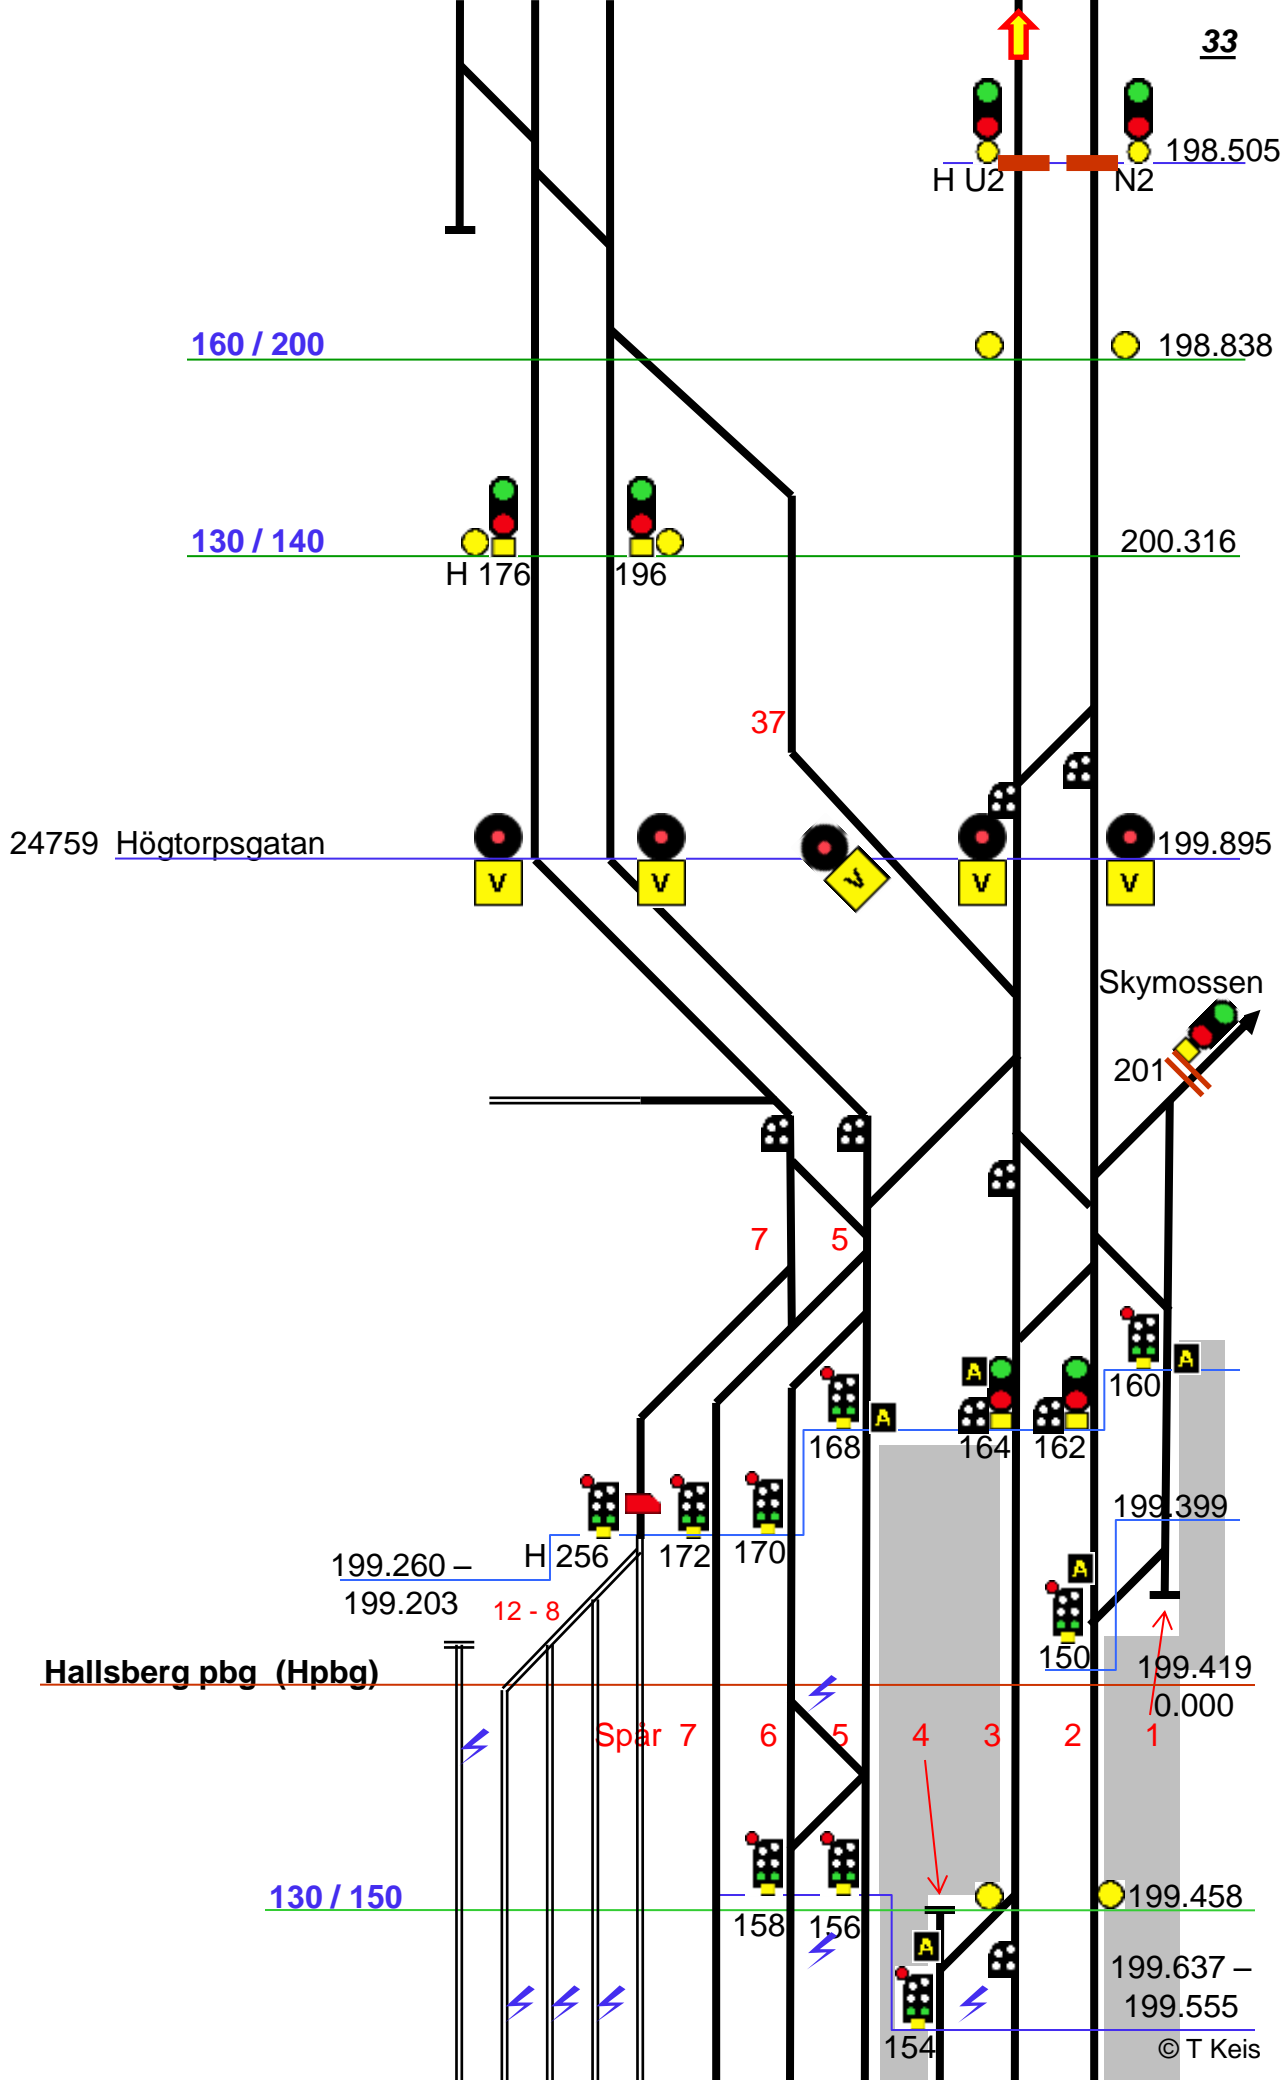 33
198.505
H U2
N2
160 / 200
198.838
130 / 140
200.316
H 176
196
37
24759 Högtorpsgatan
199.895
V
V
V
V
V
Skymossen
201
7
5
A
A
160
A
168
164
162
199.399
H 256
172
170
199.260 –
199.203
12 - 8
A
150
Hallsberg pbg (Hpbg)
199.419
0.000
Spår 7
6
5
4
3
2
1
130 / 150
199.458
158
156
A
199.637 –
199.555
154
© T Keis